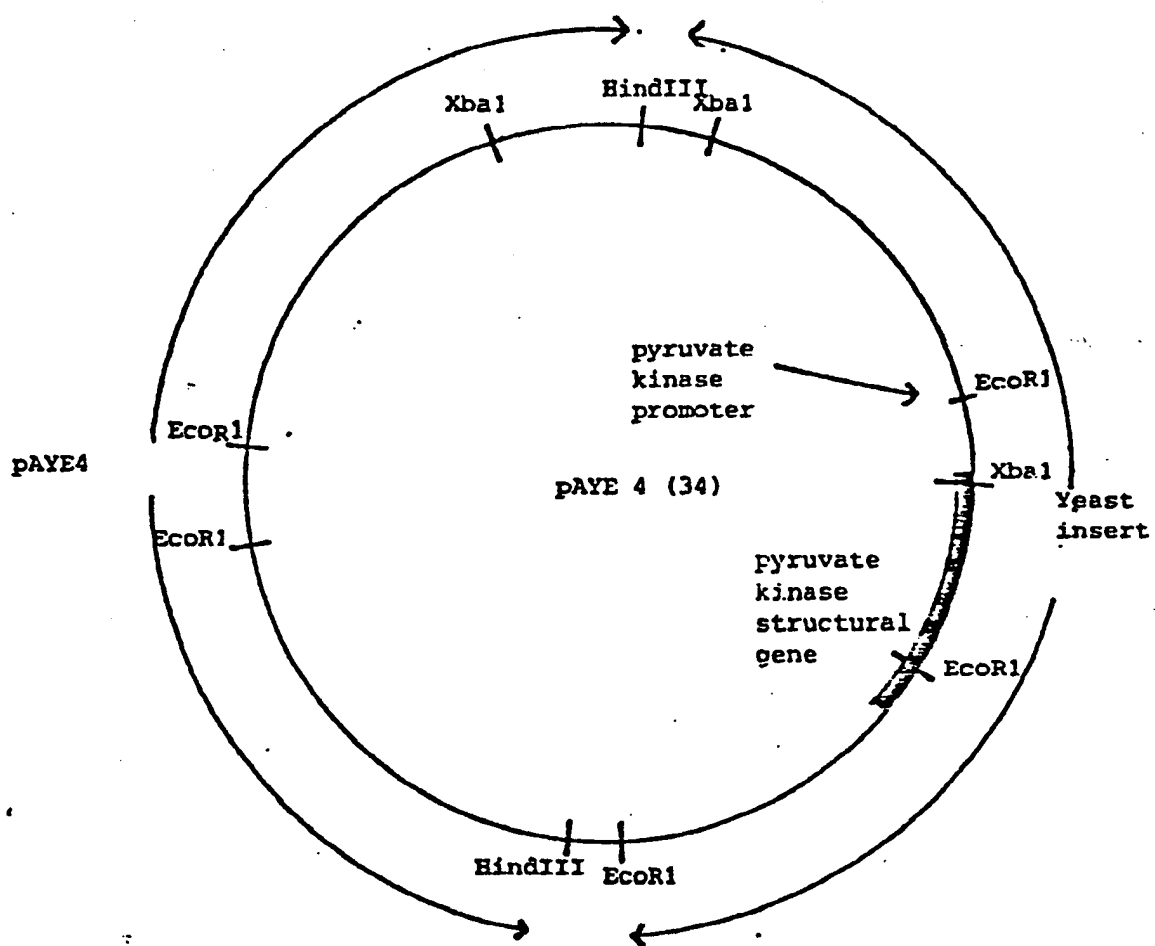 HindIII
Xba1
Xba1
pyruvate
kinase
promoter
EcoR1
EcoR1
pAYE4
pAYE 4 (34)
Xba1
Yeast
insert
EcoR1
pyruvate
kinase
structural
gene
EcoR1
HindIII
EcoR1